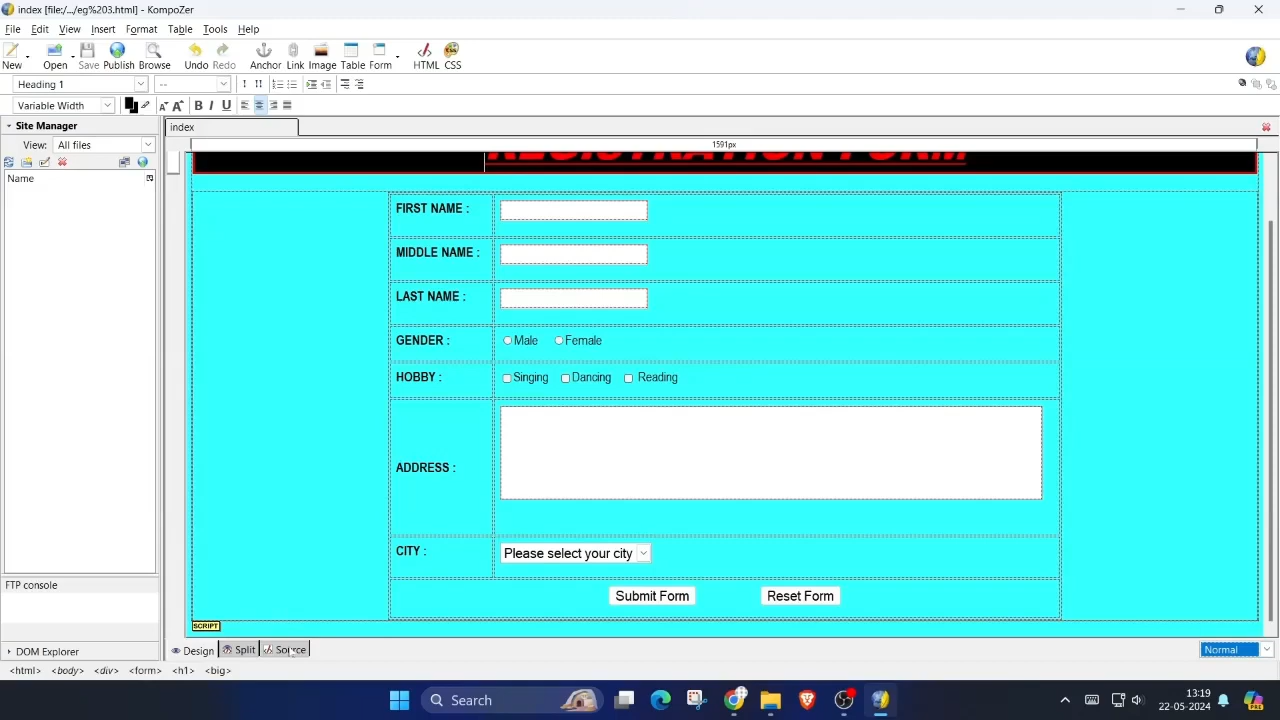 index [file:/.../eg%203.html] - KompoZer
File Edit View Insert Format Table Tools Help
New Open Save Publish Browse Undo Redo Anchor Link Image Table Form HTML CSS
Heading 1 --
Variable Width A A B I U
Site Manager
View: All files
Name
index
1591px
REGISTRATION FORM
FIRST NAME :
MIDDLE NAME :
LAST NAME :
GENDER : Male Female
HOBBY : Singing Dancing Reading
ADDRESS :
CITY : Please select your city
Submit Form Reset Form
SCRIPT
FTP console
DOM Explorer
Design Split Source Normal
<html> <body> <div> <form> <h1> <big>
Search
13:19
22-05-2024